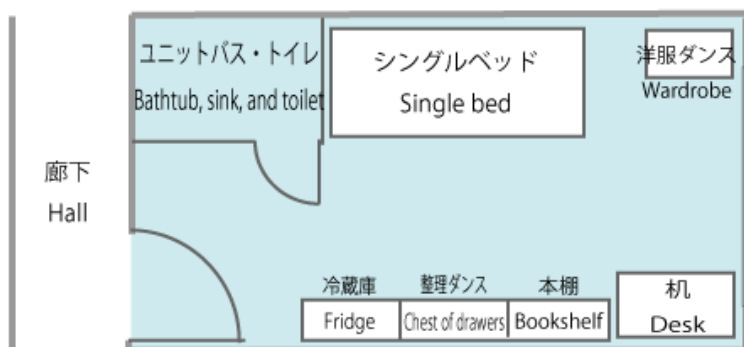 ユニットバス・トイレ
Bathtub, sink, and toilet
シングルベッド
Single bed
洋服ダンス
Wardrobe
廊下
Hall
冷蔵庫
Fridge
整理ダンス
Chest of drawers
本棚
Bookshelf
机
Desk